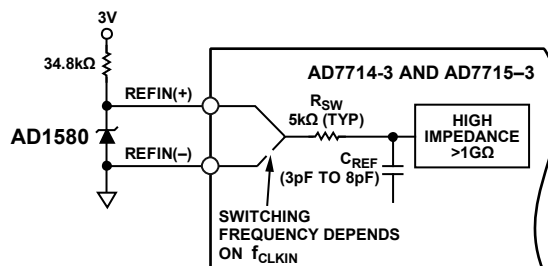 3V
34.8kΩ
AD7714-3 AND AD7715–3
REFIN(+)
RSW
5kΩ (TYP)
HIGH
IMPEDANCE
>1GΩ
AD1580
REFIN(–)
CREF
(3pF TO 8pF)
SWITCHING
FREQUENCY DEPENDS
ON fCLKIN